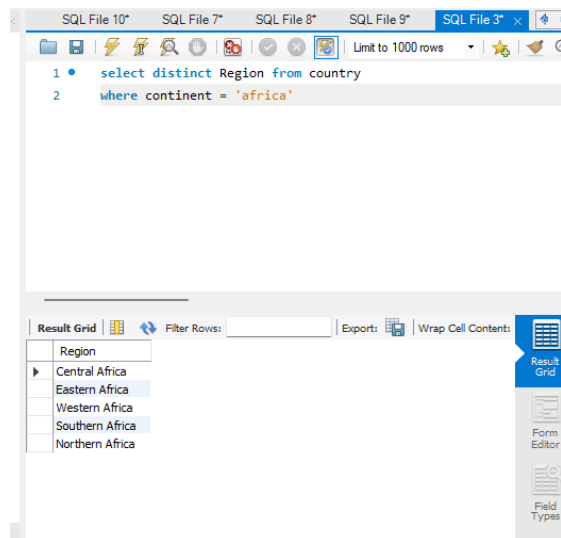 SQL File 10* SQL File 7* SQL File 8* SQL File 9* SQL File 3*
Limit to 1000 rows
1 select distinct Region from country
2 where continent = 'africa'
Result Grid Filter Rows: Export: Wrap Cell Content:
Region
Central Africa
Eastern Africa
Western Africa
Southern Africa
Northern Africa
Result
Grid
Form
Editor
Field
Types